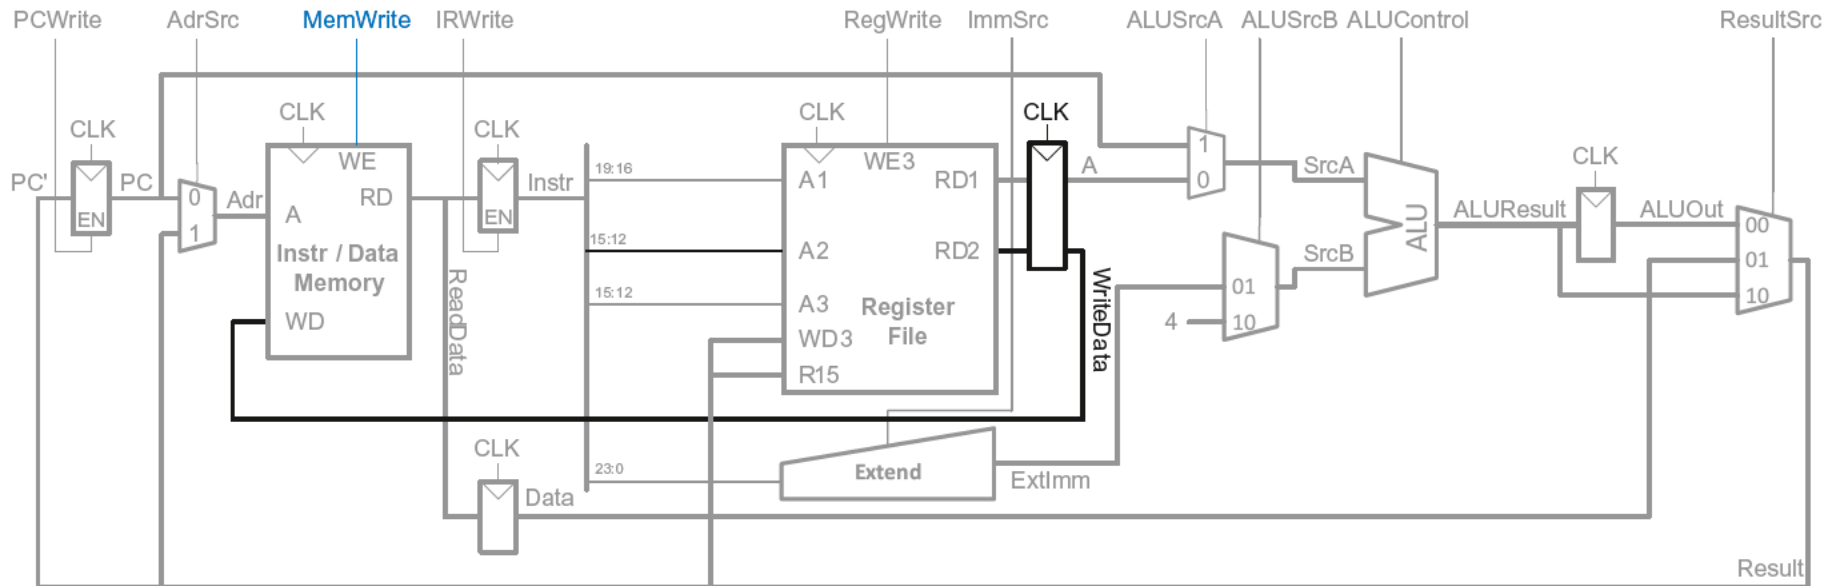 PCWrite AdrSrc MemWrite IRWrite RegWrite ImmSrc ALUSrcA ALUSrcB ALUControl ResultSrc
CLK CLK CLK CLK CLK CLK
PC' EN PC
0
1
Adr
WE
RD
A
Instr / Data
Memory
WD
ReadData
EN
Instr
19:16
15:12
15:12
23:0
CLK
Data
WE3
A1 RD1
A2 RD2
A3
WD3
R15
Register
File
A
WriteData
Extend
ExtImm
1
0
SrcA
01
4 10
SrcB
ALU
ALUResult
ALUOut
00
01
10
Result